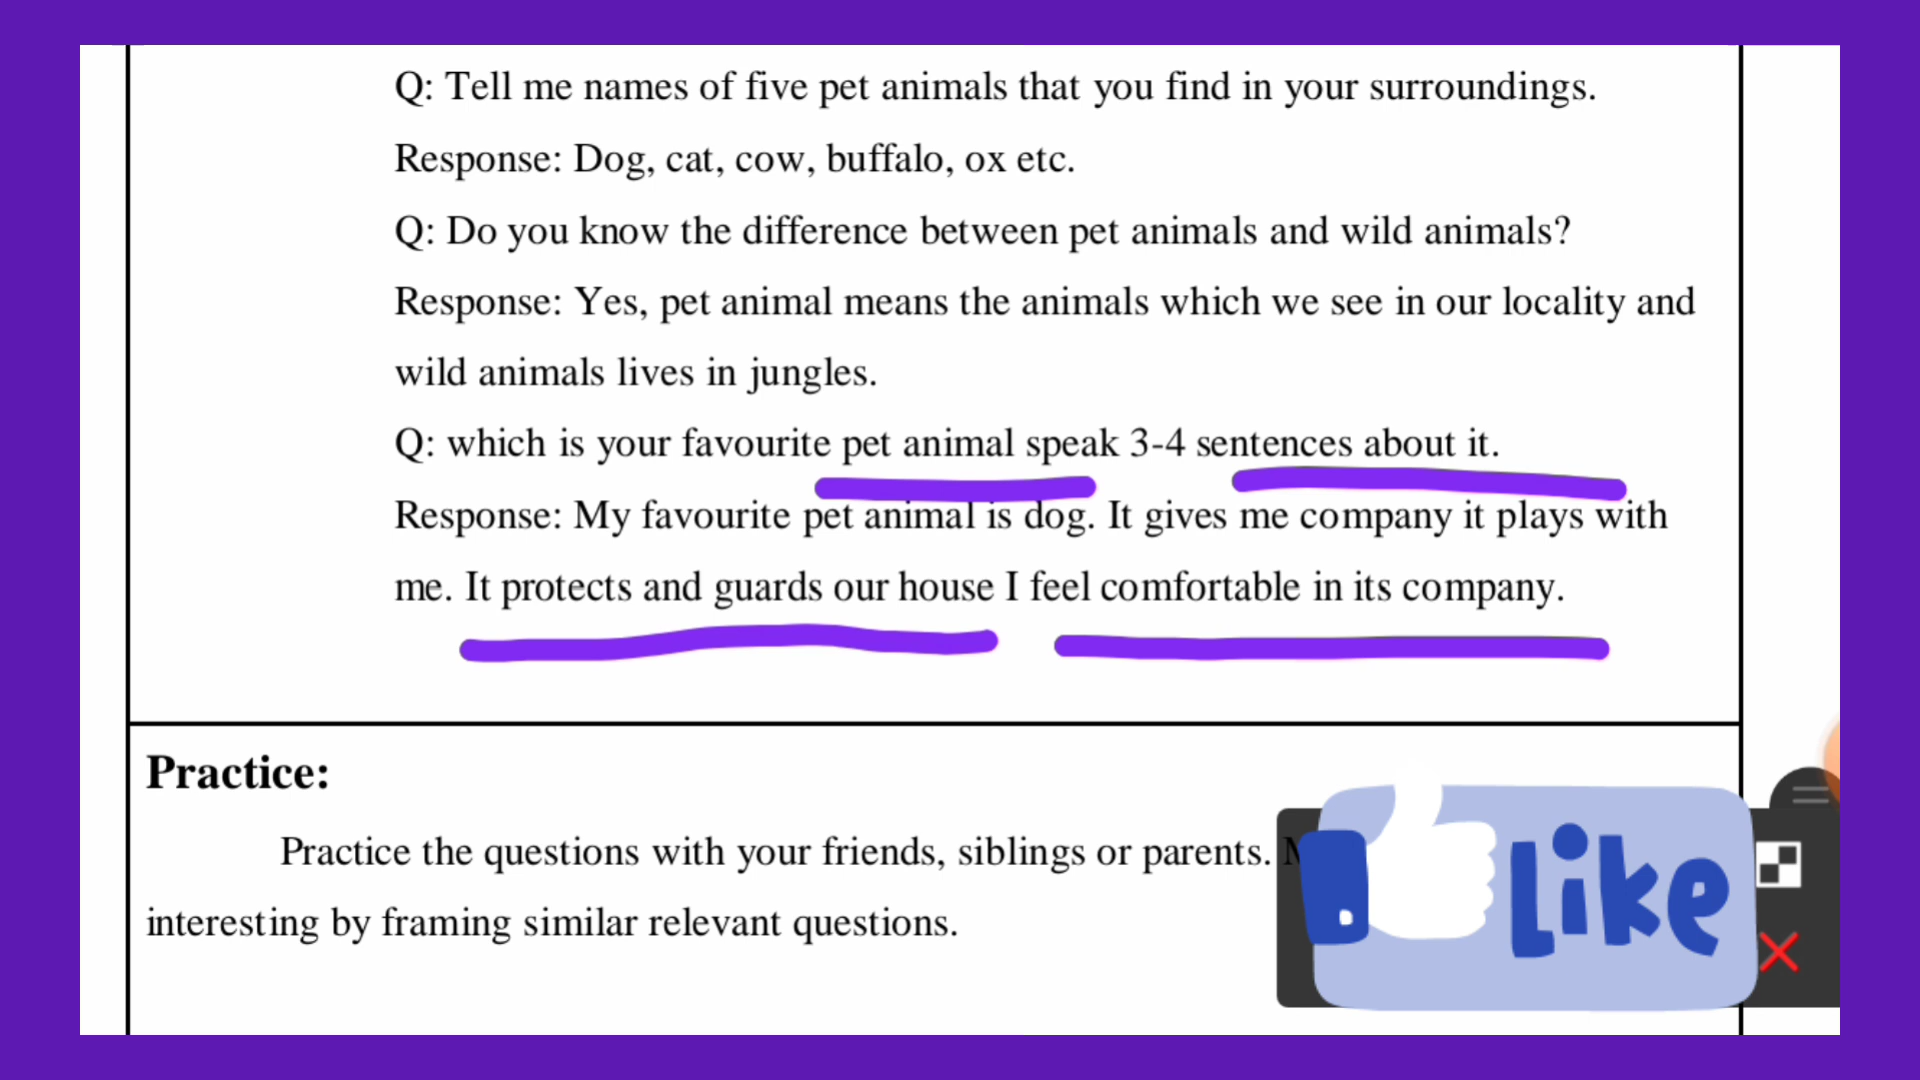 Q: Tell me names of five pet animals that you find in your surroundings.
Response: Dog, cat, cow, buffalo, ox etc.
Q: Do you know the difference between pet animals and wild animals?
Response: Yes, pet animal means the animals which we see in our locality and
wild animals lives in jungles.
Q: which is your favourite pet animal speak 3-4 sentences about it.
Response: My favourite pet animal is dog. It gives me company it plays with
me. It protects and guards our house I feel comfortable in its company.
Practice:
Practice the questions with your friends, siblings or parents.
interesting by framing similar relevant questions.
Like